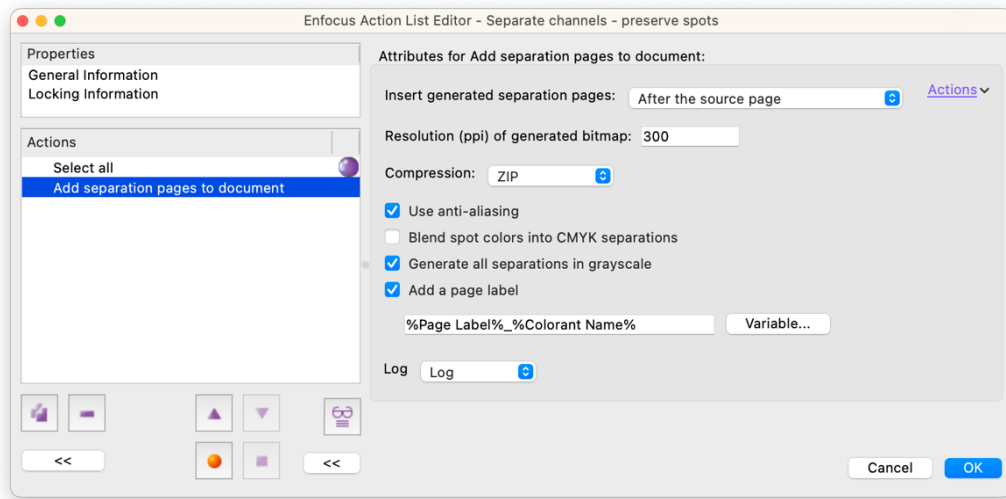 Enfocus Action List Editor - Separate channels - preserve spots
Properties
General Information
Locking Information
Actions
Select all
Add separation pages to document
<<
<<
Attributes for Add separation pages to document:
Insert generated separation pages: After the source page
Actions
Resolution (ppi) of generated bitmap: 300
Compression: ZIP
Use anti-aliasing
Blend spot colors into CMYK separations
Generate all separations in grayscale
Add a page label
%Page Label%_%Colorant Name% Variable...
Log Log
Cancel OK